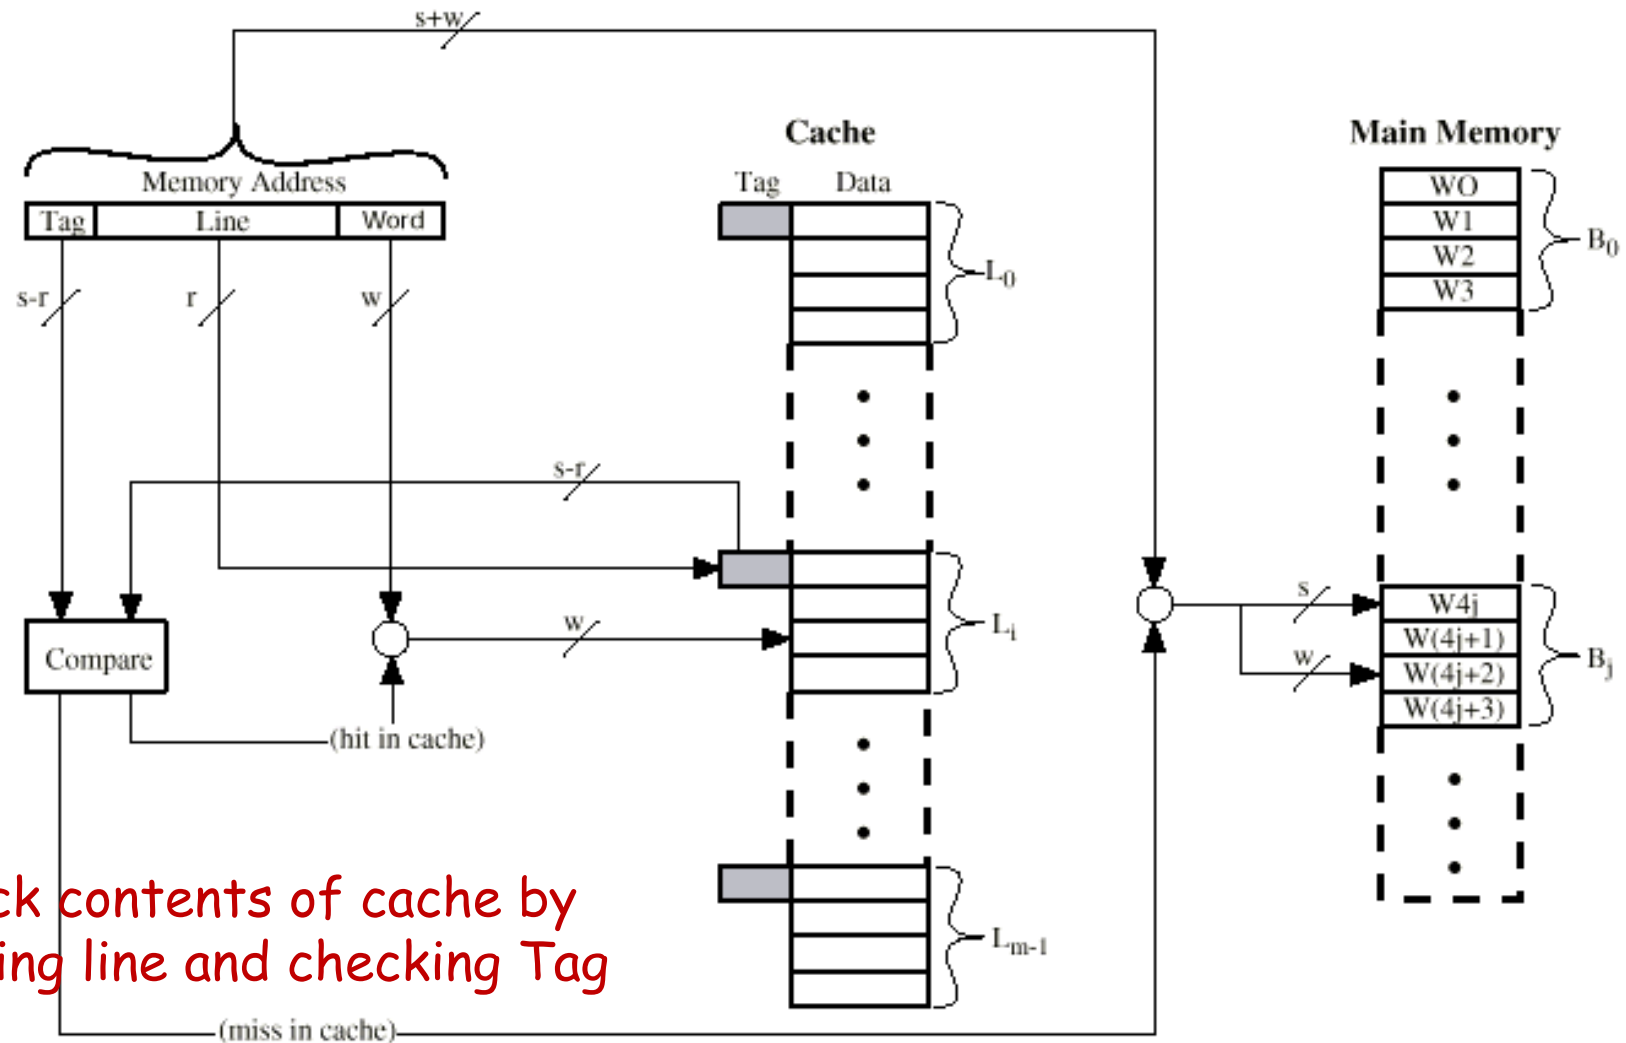 s+w
Cache
Main Memory
Memory Address
Tag Data
Tag Line Word
WO
W1
W2
W3
B0
L0
s-r r w
s-r
s
w
W4j
W(4j+1)
W(4j+2)
W(4j+3)
Bj
Li
w
Compare
(hit in cache)
ck contents of cache by
ing line and checking Tag
Lm-1
(miss in cache)